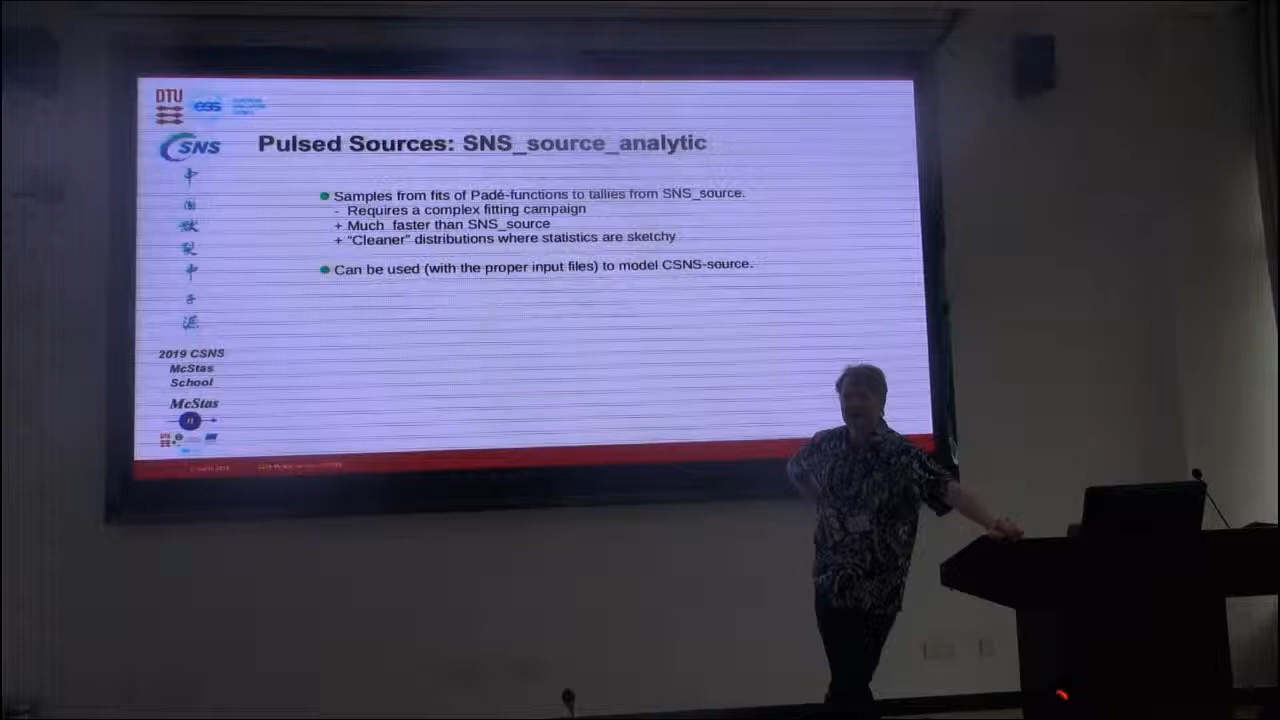 DTU
ess
CSNS
中
国
散
裂
中
子
源
2019 CSNS
McStas
School
McStas
Pulsed Sources: SNS_source_analytic
Samples from fits of Padé-functions to tallies from SNS_source.
- Requires a complex fitting campaign
+ Much faster than SNS_source
+ "Cleaner" distributions where statistics are sketchy
Can be used (with the proper input files) to model CSNS-source.
DTU